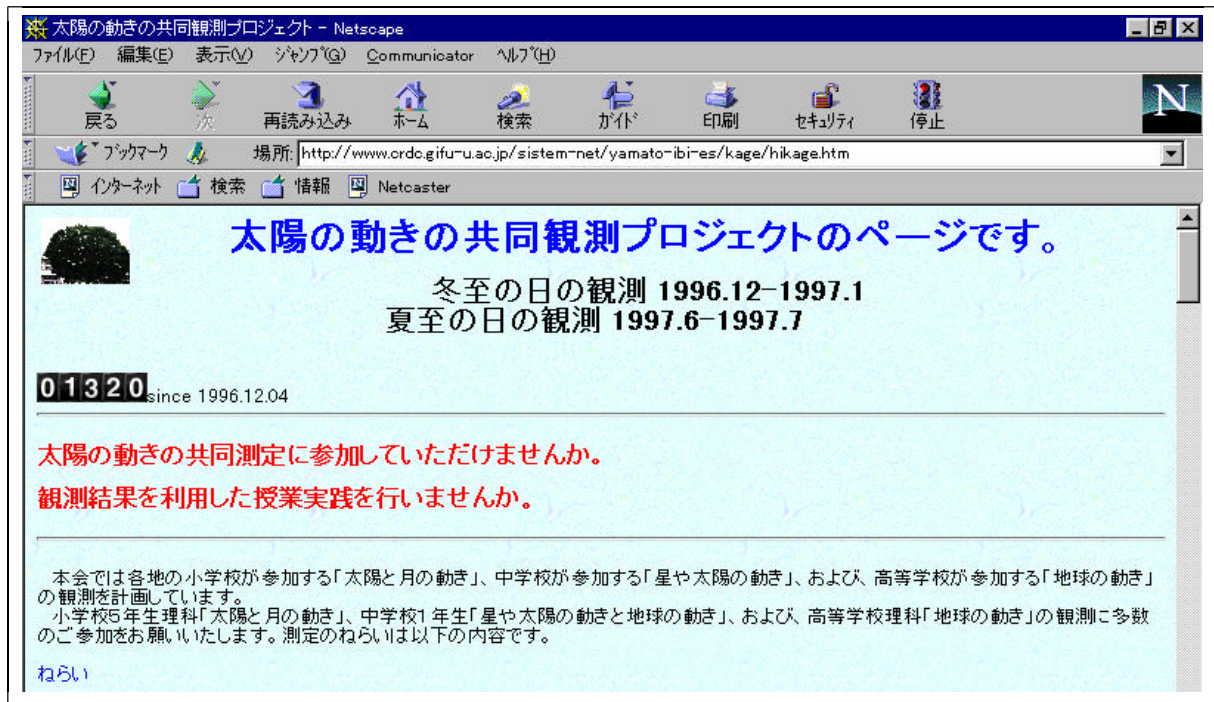 太陽の動きの共同観測プロジェクト - Netscape
ファイル(F) 編集(E) 表示(V) ジャンプ(G) Communicator ヘルプ(H)
戻る 次 再読み込み ホーム 検索 ガイド 印刷 セキュリティ 停止 N
ブックマーク 場所: http://www.crdc.gifu-u.ac.jp/sistem-net/yamato-ibi-es/kage/hikage.htm
インターネット 検索 情報 Netcaster
太陽の動きの共同観測プロジェクトのページです。
冬至の日の観測 1996.12-1997.1
夏至の日の観測 1997.6-1997.7
01320 since 1996.12.04
太陽の動きの共同測定に参加していただけませんか。
観測結果を利用した授業実践を行いませんか。
本会では各地の小学校が参加する「太陽と月の動き」、中学校が参加する「星や太陽の動き」、および、高等学校が参加する「地球の動き」
の観測を計画しています。
小学校5年生理科「太陽と月の動き」、中学校1年生「星や太陽の動きと地球の動き」、および、高等学校理科「地球の動き」の観測に多数
のご参加をお願いいたします。測定のねらいは以下の内容です。
ねらい